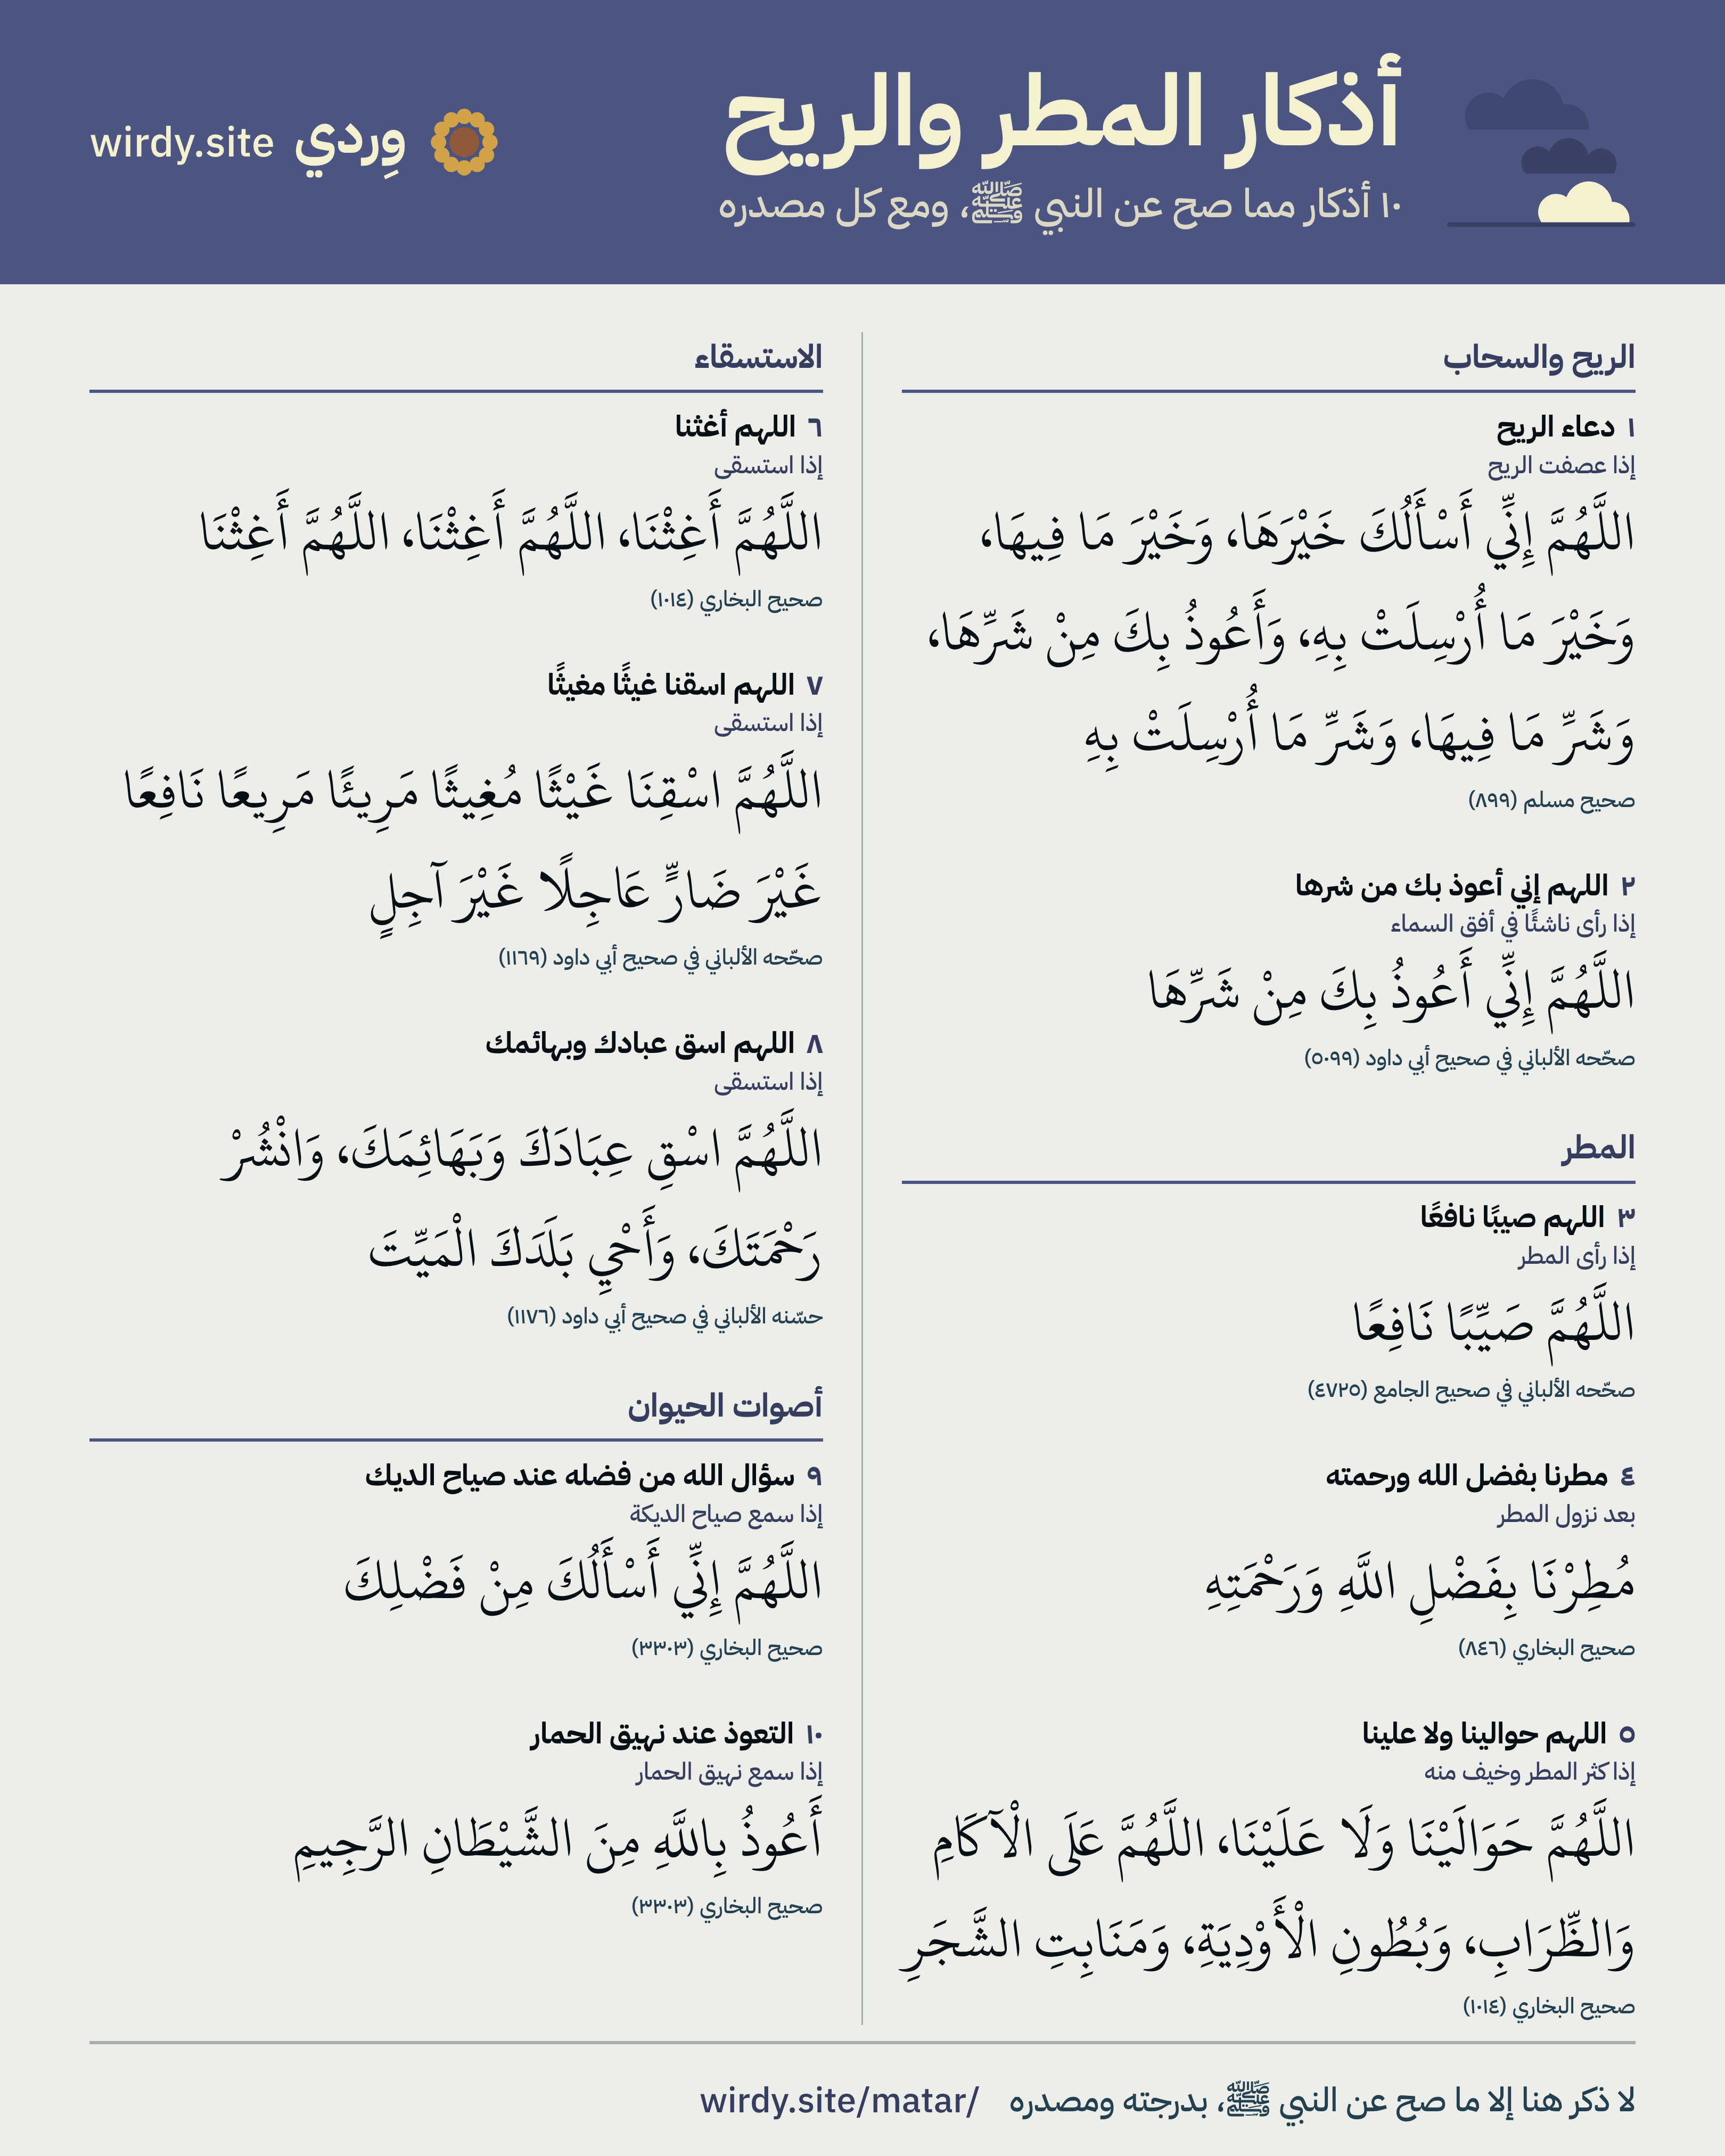 أذكار المطر والريح
١٠ أذكار مما صح عن النبي ﷺ، ومع كل مصدره
وِردي wirdy.site
الريح والسحاب
١ دعاء الريح
إذا عصفت الريح
اللَّهُمَّ إِنِّي أَسْأَلُكَ خَيْرَهَا، وَخَيْرَ مَا فِيهَا،
وَخَيْرَ مَا أُرْسِلَتْ بِهِ، وَأَعُوذُ بِكَ مِنْ شَرِّهَا،
وَشَرِّ مَا فِيهَا، وَشَرِّ مَا أُرْسِلَتْ بِهِ
صحيح مسلم (٨٩٩)
٢ اللهم إني أعوذ بك من شرها
إذا رأى ناشئًا في أفق السماء
اللَّهُمَّ إِنِّي أَعُوذُ بِكَ مِنْ شَرِّهَا
صحّحه الألباني في صحيح أبي داود (٥٠٩٩)
المطر
٣ اللهم صيبًا نافعًا
إذا رأى المطر
اللَّهُمَّ صَيِّبًا نَافِعًا
صحّحه الألباني في صحيح الجامع (٤٧٢٥)
٤ مطرنا بفضل الله ورحمته
بعد نزول المطر
مُطِرْنَا بِفَضْلِ اللَّهِ وَرَحْمَتِهِ
صحيح البخاري (٨٤٦)
٥ اللهم حوالينا ولا علينا
إذا كثر المطر وخيف منه
اللَّهُمَّ حَوَالَيْنَا وَلَا عَلَيْنَا، اللَّهُمَّ عَلَى الْآكَامِ
وَالظِّرَابِ، وَبُطُونِ الْأَوْدِيَةِ، وَمَنَابِتِ الشَّجَرِ
صحيح البخاري (١٠١٤)
الاستسقاء
٦ اللهم أغثنا
إذا استسقى
اللَّهُمَّ أَغِثْنَا، اللَّهُمَّ أَغِثْنَا، اللَّهُمَّ أَغِثْنَا
صحيح البخاري (١٠١٤)
٧ اللهم اسقنا غيثًا مغيثًا
إذا استسقى
اللَّهُمَّ اسْقِنَا غَيْثًا مُغِيثًا مَرِيئًا مَرِيعًا نَافِعًا
غَيْرَ ضَارٍّ عَاجِلًا غَيْرَ آجِلٍ
صحّحه الألباني في صحيح أبي داود (١١٦٩)
٨ اللهم اسق عبادك وبهائمك
إذا استسقى
اللَّهُمَّ اسْقِ عِبَادَكَ وَبَهَائِمَكَ، وَانْشُرْ
رَحْمَتَكَ، وَأَحْيِ بَلَدَكَ الْمَيِّتَ
حسّنه الألباني في صحيح أبي داود (١١٧٦)
أصوات الحيوان
٩ سؤال الله من فضله عند صياح الديك
إذا سمع صياح الديكة
اللَّهُمَّ إِنِّي أَسْأَلُكَ مِنْ فَضْلِكَ
صحيح البخاري (٣٣٠٣)
١٠ التعوذ عند نهيق الحمار
إذا سمع نهيق الحمار
أَعُوذُ بِاللَّهِ مِنَ الشَّيْطَانِ الرَّجِيمِ
صحيح البخاري (٣٣٠٣)
لا ذكر هنا إلا ما صح عن النبي ﷺ، بدرجته ومصدره wirdy.site/matar/